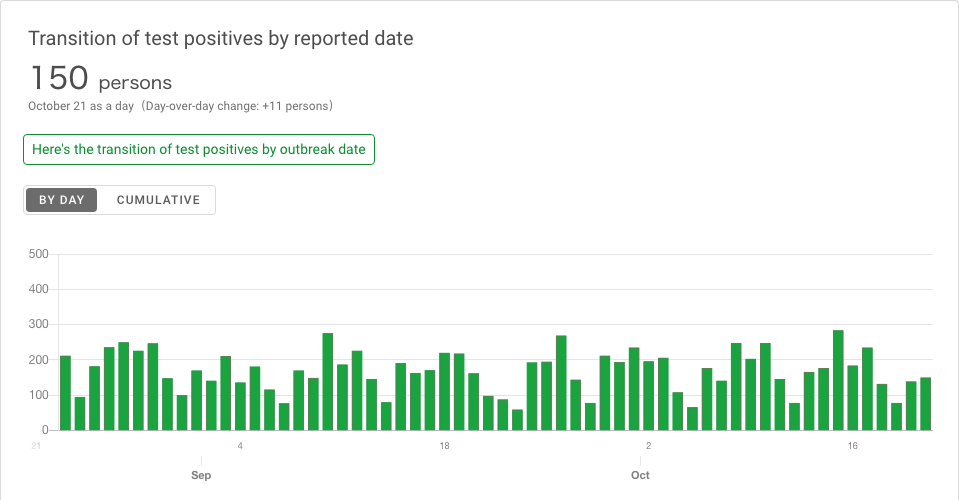 Transition of test positives by reported date
150 persons
October 21 as a day (Day-over-day change: +11 persons)
Here's the transition of test positives by outbreak date
BY DAY CUMULATIVE
500
400
300
200
100
0
21 4 18 2 16
Sep Oct